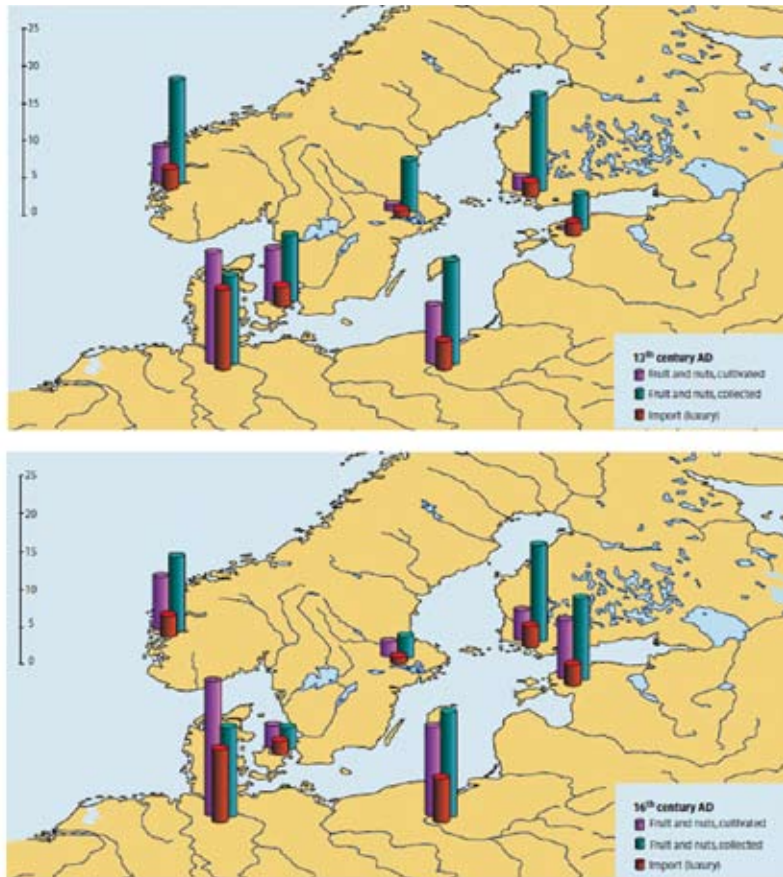 25
20
15
10
5
0
13th century AD
Fruit and nuts, cultivated
Fruit and nuts, collected
Import (luxury)
25
20
15
10
5
0
16th century AD
Fruit and nuts, cultivated
Fruit and nuts, collected
Import (luxury)